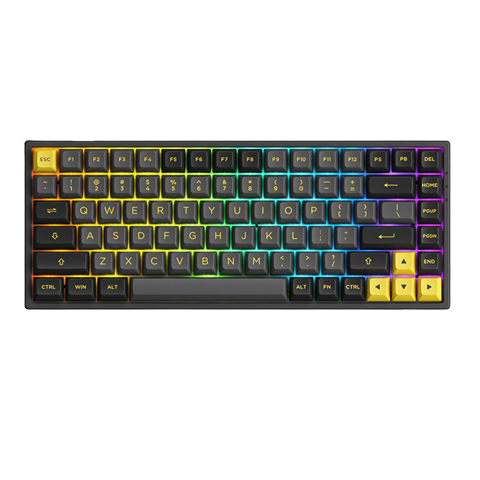 ESC F1 F2 F3 F4 F5 F6 F7 F8 F9 F10 F11 F12 PS PB DEL
~ ! @ # $ % ^ & * ( ) — + HOME
1 2 3 4 5 6 7 8 9 0 - =
Q W E R T Y U I O P { } PGUP
[ ] \
A S D F G H J K L : " PGDN
; '
Z X C V B N M < > ? END
, . /
CTRL WIN ALT ALT FN CTRL